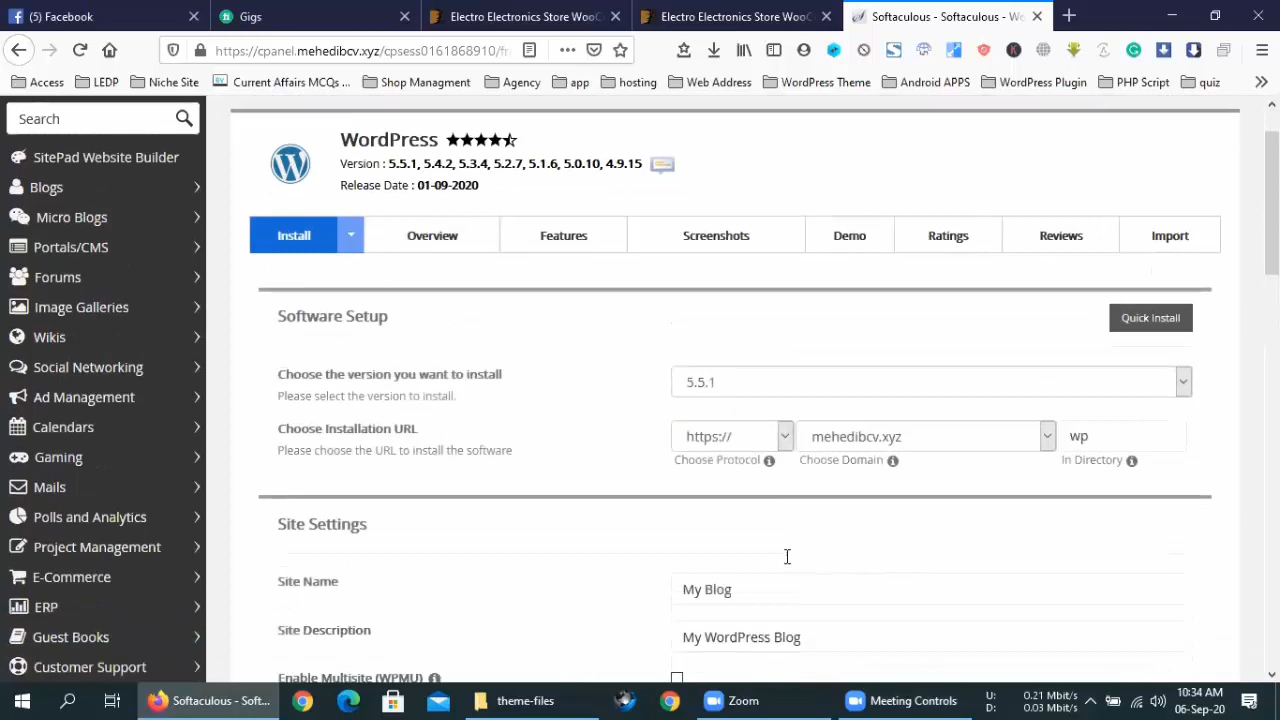 (5) Facebook
Gigs
Electro Electronics Store WooC
Electro Electronics Store WooC
Softaculous - Softaculous - Wo
https://cpanel.mehedibcv.xyz/cpsess0161868910/fr
Access
LEDP
Niche Site
Current Affairs MCQs ...
Shop Managment
Agency
app
hosting
Web Address
WordPress Theme
Android APPS
WordPress Plugin
PHP Script
quiz
Search
SitePad Website Builder
Blogs
Micro Blogs
Portals/CMS
Forums
Image Galleries
Wikis
Social Networking
Ad Management
Calendars
Gaming
Mails
Polls and Analytics
Project Management
E-Commerce
ERP
Guest Books
Customer Support
WordPress
Version : 5.5.1, 5.4.2, 5.3.4, 5.2.7, 5.1.6, 5.0.10, 4.9.15
Release Date : 01-09-2020
Install
Overview
Features
Screenshots
Demo
Ratings
Reviews
Import
Software Setup
Quick Install
Choose the version you want to install
Please select the version to install.
5.5.1
Choose Installation URL
Please choose the URL to install the software
https://
mehedibcv.xyz
wp
Choose Protocol
Choose Domain
In Directory
Site Settings
Site Name
My Blog
Site Description
My WordPress Blog
Enable Multisite (WPMU)
Softaculous - Soft...
theme-files
Zoom
Meeting Controls
U: 0.21 Mbit/s
D: 0.03 Mbit/s
10:34 AM
06-Sep-20